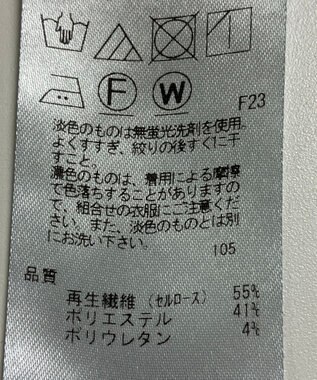 F W F23
淡色のものは無蛍光洗剤を使用。
よくすすぎ、絞りの後すぐに干
すこと。
濃色のものは、着用による摩擦
で色落ちすることがありますの
で、組合せの衣服にご注意くだ
さい。また、淡色のものとは別
にお洗い下さい。
105
品質
再生繊維(セルロース) 55%
ポリエステル 41%
ポリウレタン 4%